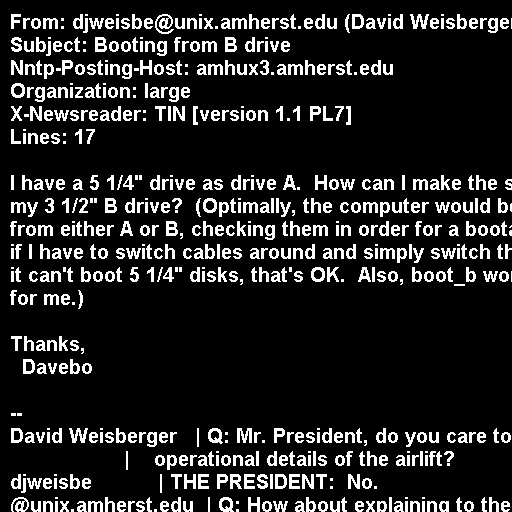 From: djweisbe@unix.amherst.edu (David Weisberger
Subject: Booting from B drive
Nntp-Posting-Host: amhux3.amherst.edu
Organization: large
X-Newsreader: TIN [version 1.1 PL7]
Lines: 17

I have a 5 1/4" drive as drive A.  How can I make the s
my 3 1/2" B drive?  (Optimally, the computer would be
from either A or B, checking them in order for a boota
if I have to switch cables around and simply switch th
it can't boot 5 1/4" disks, that's OK.  Also, boot_b wo
for me.)

Thanks,
  Davebo

--
David Weisberger   | Q: Mr. President, do you care to
                   |    operational details of the airlift?
djweisbe           | THE PRESIDENT:  No.
@unix.amherst.edu  | Q: How about explaining to the